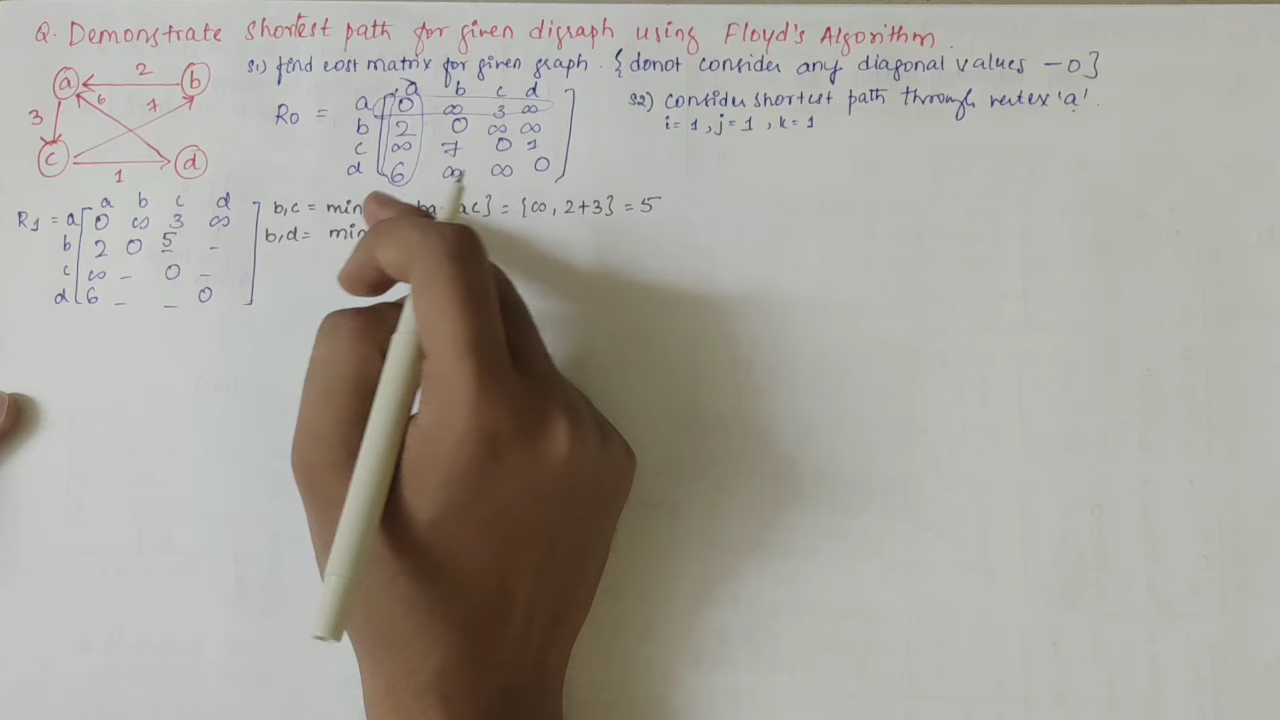 Q. Demonstrate shortest path for given digraph using Floyd's Algorithm.
S1) find cost matrix for given graph. {donot consider any diagonal values - 0}
S2) consider shortest path through vertex 'a'.
i=1, j=1, k=1
a 2 b
6 7
3
c 1 d
a b c d
R0 = a 0 ∞ 3 ∞
b 2 0 ∞ ∞
c ∞ 7 0 1
d 6 ∞ ∞ 0
a b c d
R1 = a 0 ∞ 3 ∞
b 2 0 5 -
c ∞ - 0 -
d 6 - - 0
b,c = min ba. ac} = {∞, 2+3} = 5
b,d = min